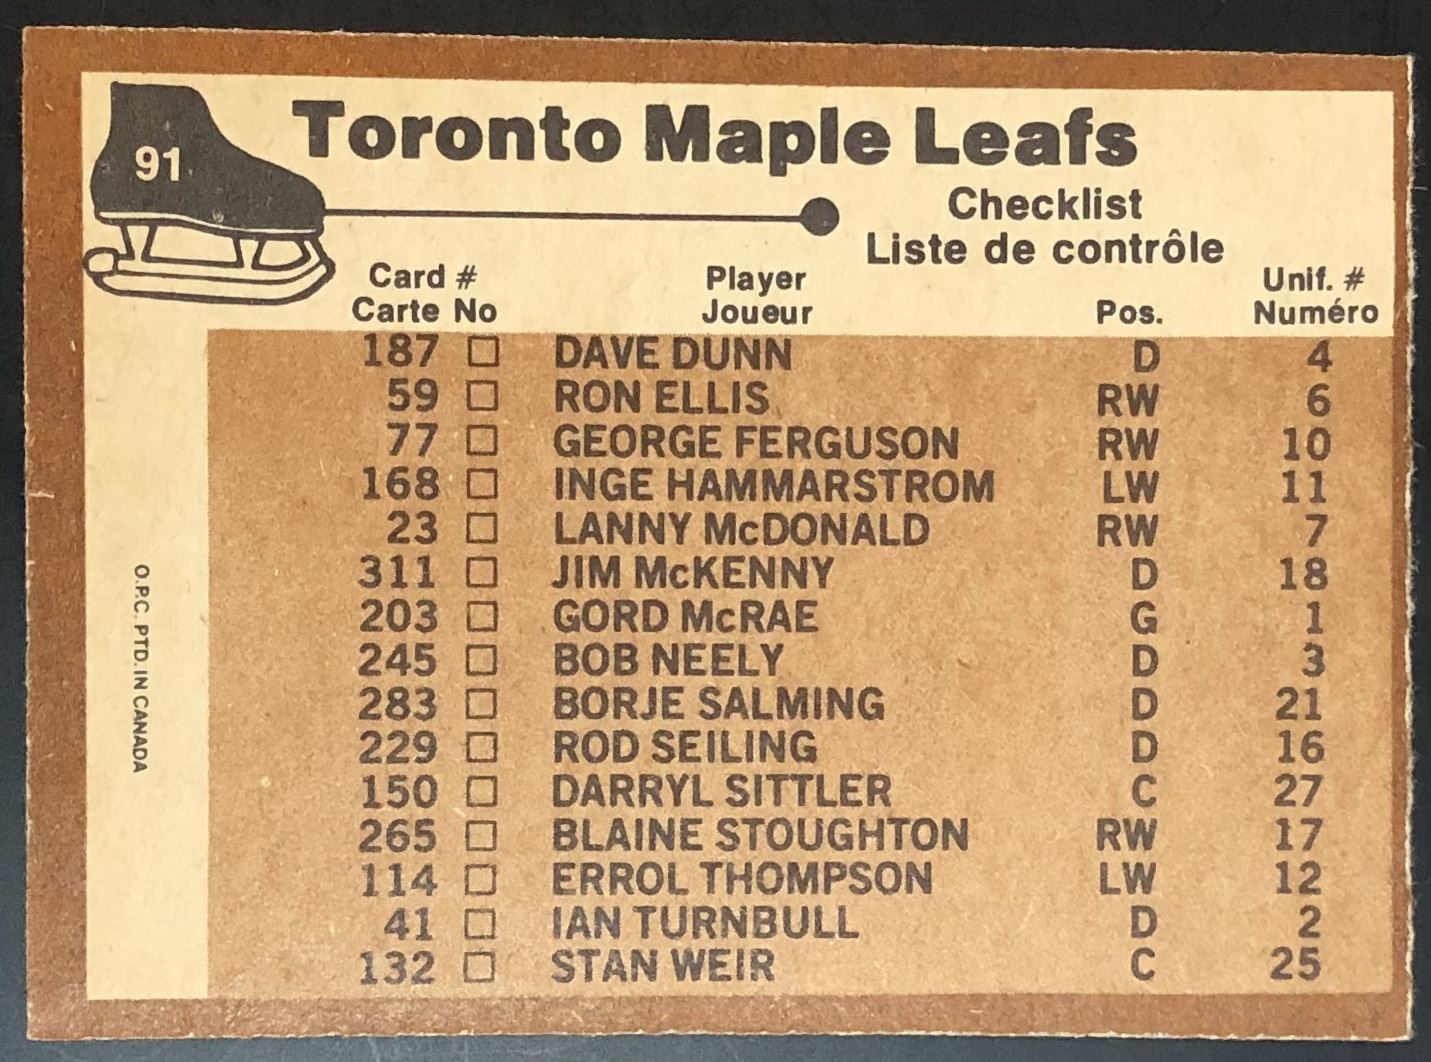 91
Toronto Maple Leafs
Checklist
Liste de contrôle
Card # Player Unif. #
Carte No Joueur Pos. Numéro
187 □ DAVE DUNN D 4
59 □ RON ELLIS RW 6
77 □ GEORGE FERGUSON RW 10
168 □ INGE HAMMARSTROM LW 11
23 □ LANNY McDONALD RW 7
311 □ JIM McKENNY D 18
203 □ GORD McRAE G 1
245 □ BOB NEELY D 3
283 □ BORJE SALMING D 21
229 □ ROD SEILING D 16
150 □ DARRYL SITTLER C 27
265 □ BLAINE STOUGHTON RW 17
114 □ ERROL THOMPSON LW 12
41 □ IAN TURNBULL D 2
132 □ STAN WEIR C 25
O.P.C. PTD. IN CANADA